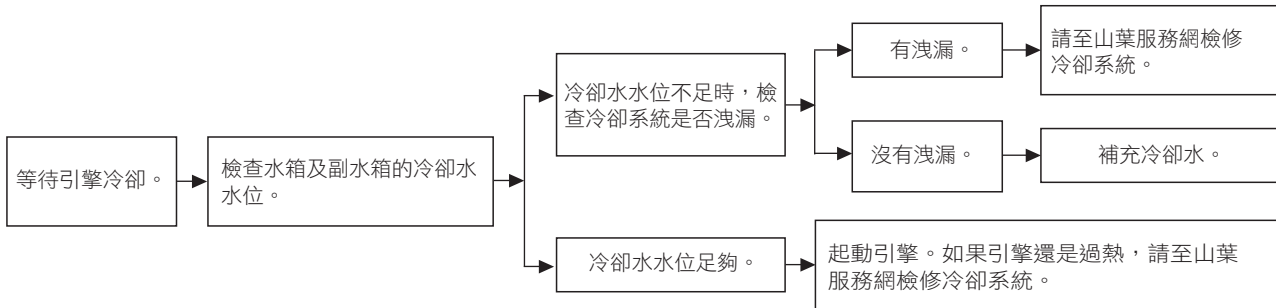 等待引擎冷卻。
檢查水箱及副水箱的冷卻水
水位。
冷卻水水位不足時，檢
查冷卻系統是否洩漏。
有洩漏。
請至山葉服務網檢修
冷卻系統。
沒有洩漏。
補充冷卻水。
冷卻水水位足夠。
起動引擎。如果引擎還是過熱，請至山葉
服務網檢修冷卻系統。